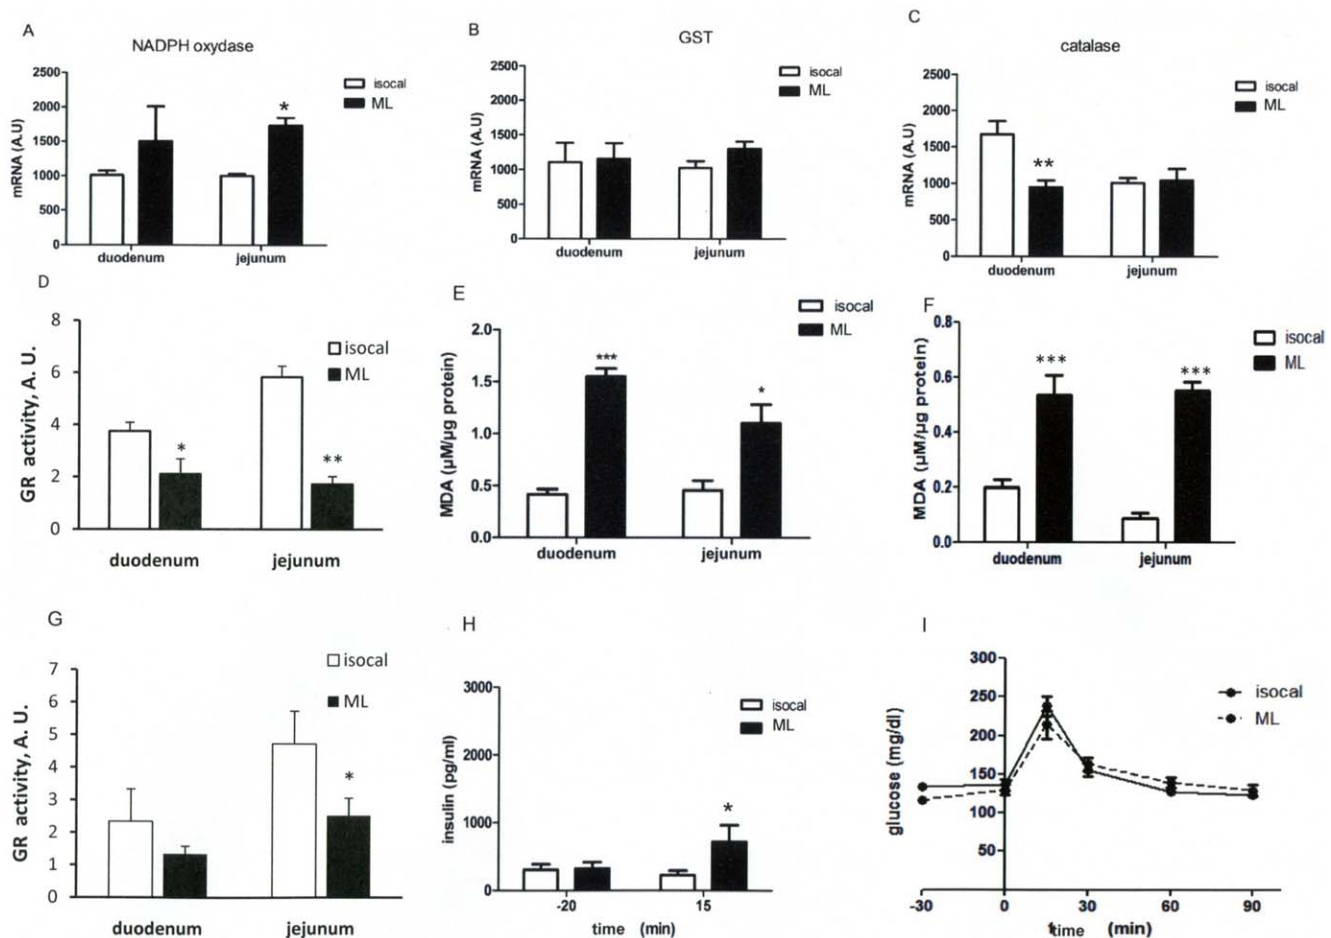 A
NADPH oxydase
2500
2000
1500
1000
500
0
mRNA (A.U)
isocal
ML
*
duodenum
jejunum
B
GST
2500
2000
1500
1000
500
0
mRNA (A.U)
isocal
ML
duodenum
jejunum
C
catalase
2500
2000
1500
1000
500
0
mRNA (A.U)
isocal
ML
**
duodenum
jejunum
D
8
6
4
2
0
GR activity, A. U.
isocal
ML
*
**
duodenum
jejunum
E
2.0
1.5
1.0
0.5
0.0
MDA (µM/µg protein)
isocal
ML
***
*
duodenum
jejunum
F
0.8
0.6
0.4
0.2
0.0
MDA (µM/µg protein)
isocal
ML
***
***
duodenum
jejunum
G
7
6
5
4
3
2
1
0
GR activity, A. U.
isocal
ML
*
duodenum
jejunum
H
3000
2000
1000
0
insulin (pg/ml)
isocal
ML
*
-20
15
time (min)
I
300
250
200
150
100
50
glucose (mg/dl)
isocal
ML
-30
0
30
60
90
time (min)